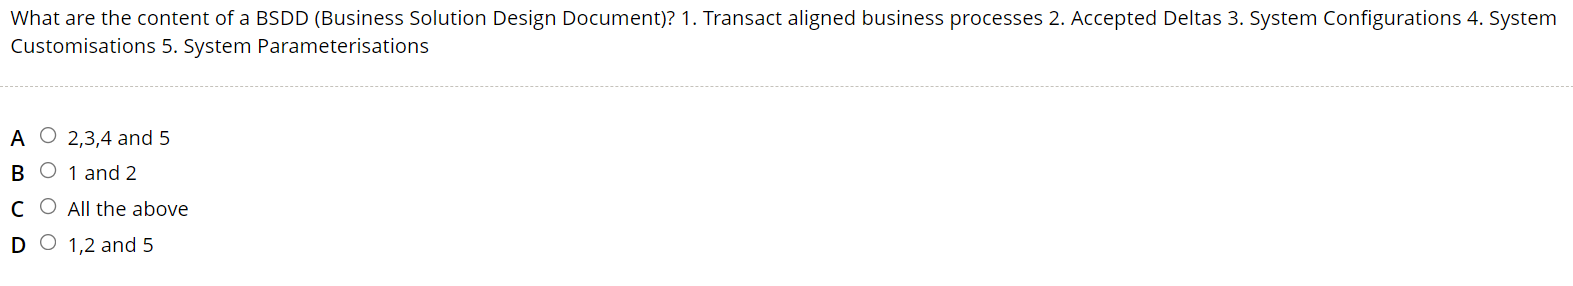 What are the content of a BSDD (Business Solution Design Document)? 1. Transact aligned business processes 2. Accepted Deltas 3. System Configurations 4. System
Customisations 5. System Parameterisations
A 2,3,4 and 5
B 1 and 2
C All the above
D 1,2 and 5